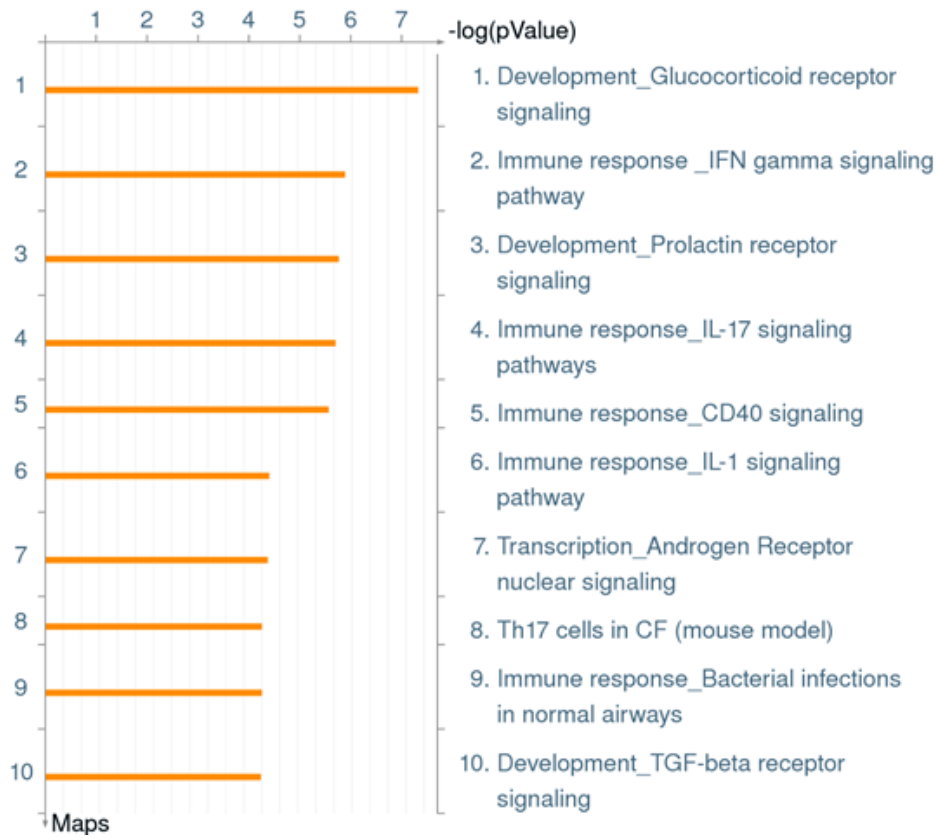 1 2 3 4 5 6 7 -log(pValue)
1
1. Development_Glucocorticoid receptor
signaling
2
2. Immune response _IFN gamma signaling
pathway
3
3. Development_Prolactin receptor
signaling
4
4. Immune response_IL-17 signaling
pathways
5
5. Immune response_CD40 signaling
6
6. Immune response_IL-1 signaling
pathway
7
7. Transcription_Androgen Receptor
nuclear signaling
8
8. Th17 cells in CF (mouse model)
9
9. Immune response_Bacterial infections
in normal airways
10
10. Development_TGF-beta receptor
signaling
Maps